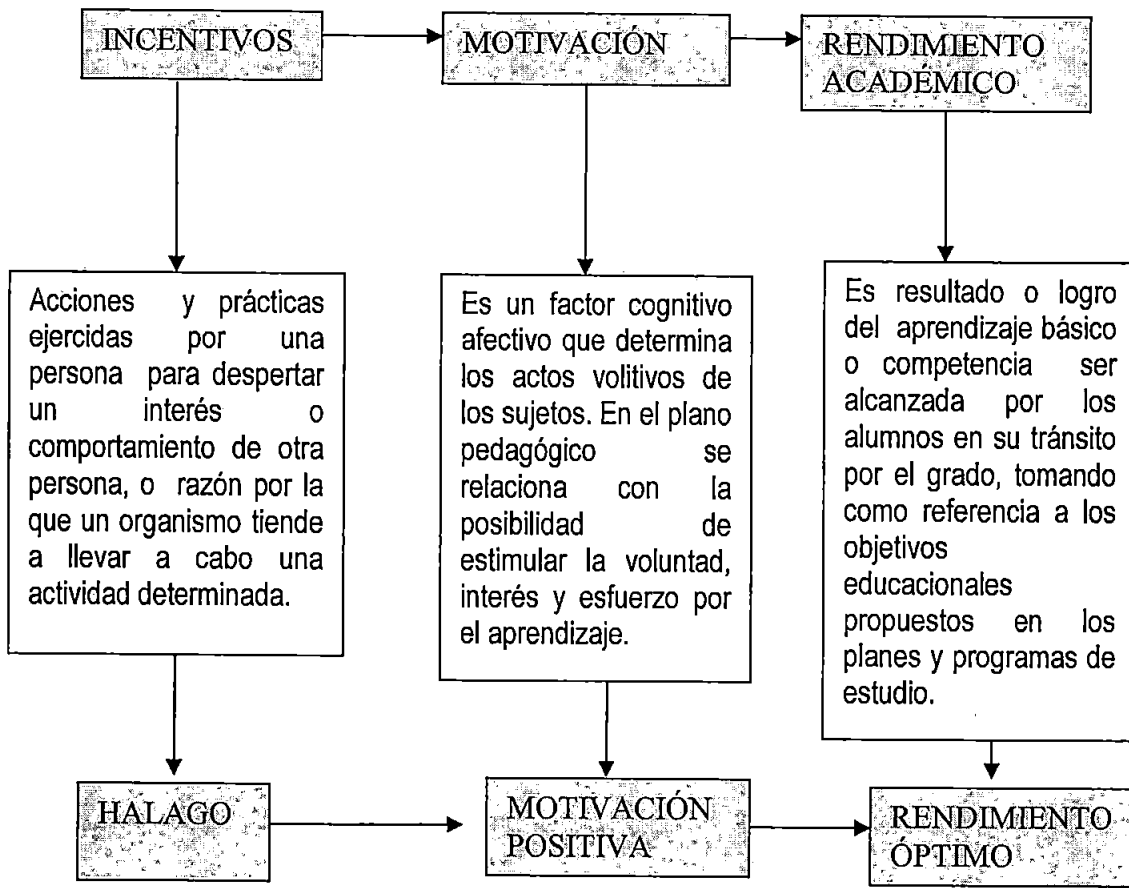 INCENTIVOS
MOTIVACIÓN
RENDIMIENTO
ACADÉMICO
Acciones y prácticas
ejercidas por una
persona para despertar
un interés o
comportamiento de otra
persona, o razón por la
que un organismo tiende
a llevar a cabo una
actividad determinada.
Es un factor cognitivo
afectivo que determina
los actos volitivos de
los sujetos. En el plano
pedagógico se
relaciona con la
posibilidad de
estimular la voluntad,
interés y esfuerzo por
el aprendizaje.
Es resultado o logro
del aprendizaje básico
o competencia ser
alcanzada por los
alumnos en su tránsito
por el grado, tomando
como referencia a los
objetivos
educacionales
propuestos en los
planes y programas de
estudio.
HALAGO
MOTIVACIÓN
POSITIVA
RENDIMIENTO
ÓPTIMO